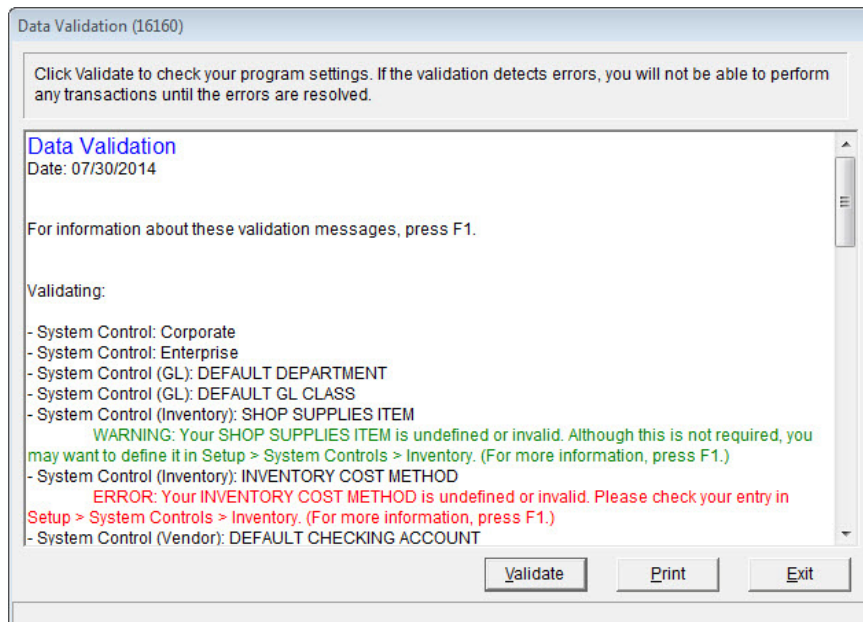 Data Validation (16160)
Click Validate to check your program settings. If the validation detects errors, you will not be able to perform
any transactions until the errors are resolved.
Data Validation
Date: 07/30/2014
For information about these validation messages, press F1.
Validating:
- System Control: Corporate
- System Control: Enterprise
- System Control (GL): DEFAULT DEPARTMENT
- System Control (GL): DEFAULT GL CLASS
- System Control (Inventory): SHOP SUPPLIES ITEM
WARNING: Your SHOP SUPPLIES ITEM is undefined or invalid. Although this is not required, you
may want to define it in Setup > System Controls > Inventory. (For more information, press F1.)
- System Control (Inventory): INVENTORY COST METHOD
ERROR: Your INVENTORY COST METHOD is undefined or invalid. Please check your entry in
Setup > System Controls > Inventory. (For more information, press F1.)
- System Control (Vendor): DEFAULT CHECKING ACCOUNT
Validate Print Exit